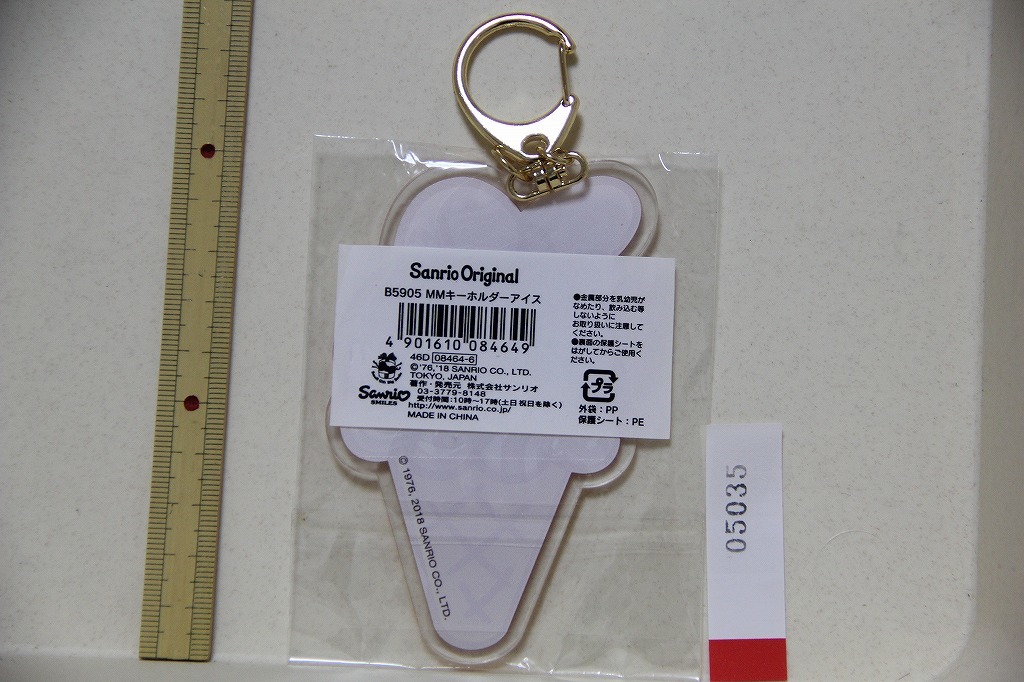 Sanrio Original
B5905 MMキーホルダーアイス
4 901610 084649
46D 08464-6
©'76,'18 SANRIO CO., LTD.
TOKYO, JAPAN
著作・発売元 株式会社サンリオ
03-3779-8148
受付時間:10時~17時(土日祝日を除く)
http://www.sanrio.co.jp/
MADE IN CHINA
Sanrio
SMILES
●金属部分を乳幼児が
なめたり、飲み込む等
しないように
お取り扱いに注意して
ください。
●裏面の保護シートを
はがしてからご使用く
ださい。
プラ
外袋:PP
保護シート:PE
© 1976, 2018 SANRIO CO., LTD.
05035